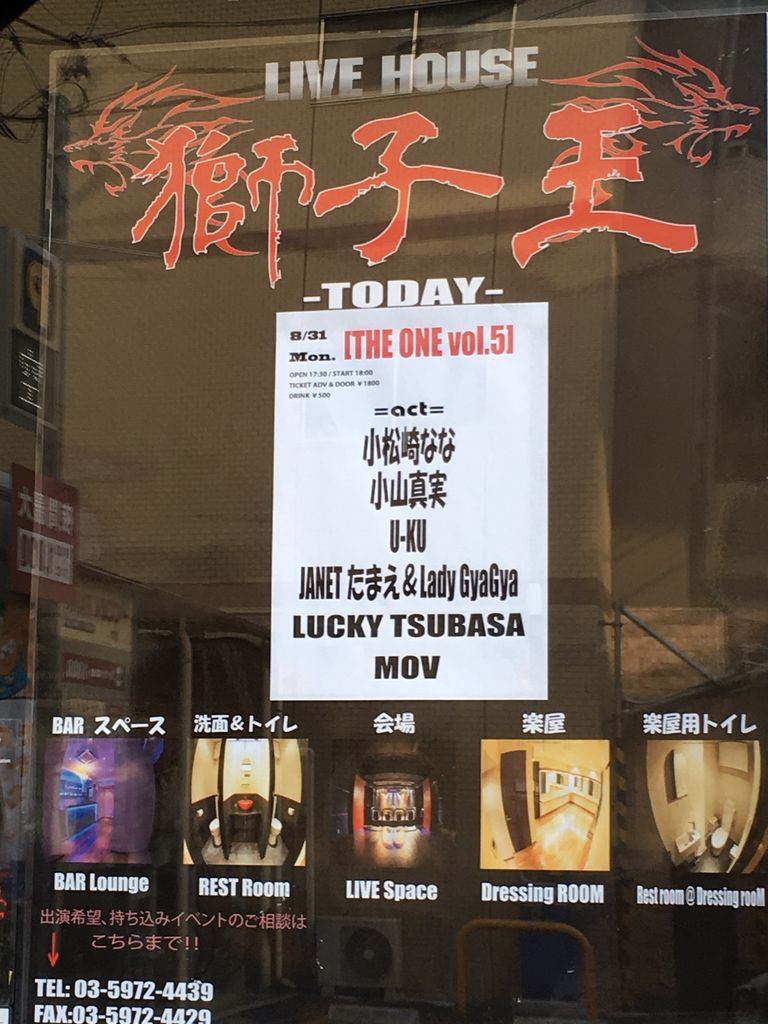 LIVE HOUSE
獅子王
-TODAY-
8/31
Mon.
[THE ONE vol.5]
OPEN 17:30 / START 18:00
TICKET ADV & DOOR ¥1800
DRINK ¥500
=act=
小松崎なな
小山真実
U-KU
JANET たまえ&Lady GyaGya
LUCKY TSUBASA
MOV
BAR スペース
洗面&トイレ
会場
楽屋
楽屋用トイレ
BAR Lounge
REST Room
LIVE Space
Dressing ROOM
Rest room @ Dressing rooM
出演希望、持ち込みイベントのご相談は
こちらまで!!
TEL: 03-5972-4439
FAX:03-5972-4429